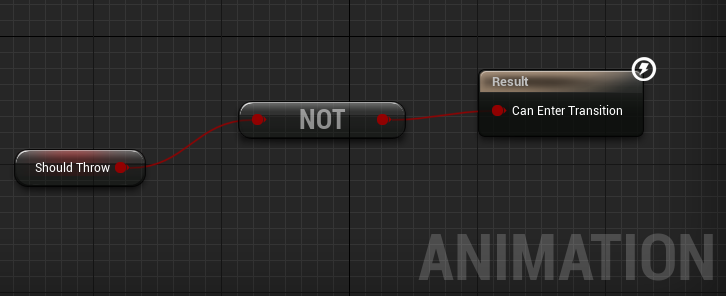 Result
Can Enter Transition
NOT
Should Throw
ANIMATION